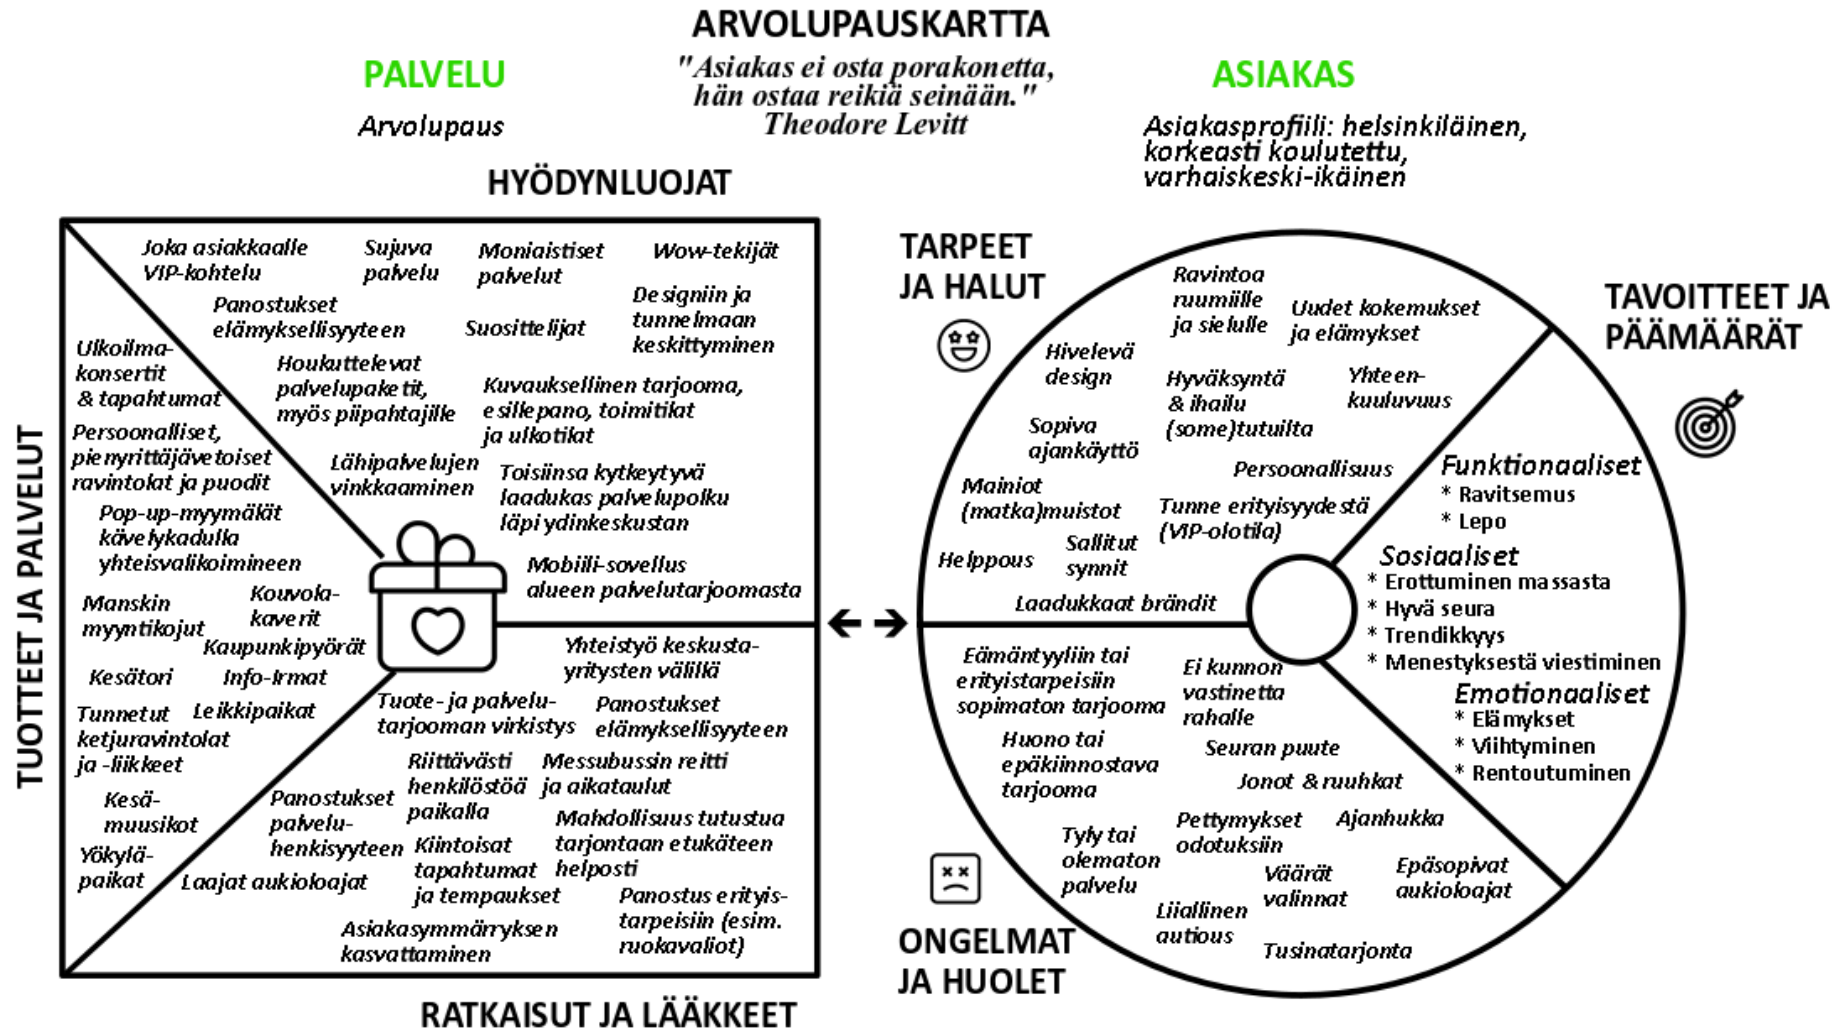 ARVOLUPAUSKARTTA
"Asiakas ei osta porakonetta,
hän ostaa reikiä seinään."
Theodore Levitt
PALVELU
Arvolupaus
ASIAKAS
Asiakasprofiili: helsinkiläinen,
korkeasti koulutettu,
varhaiskeski-ikäinen
HYÖDYNLUOJAT
Joka asiakkaalle
VIP-kohtelu
Sujuva
palvelu
Moniaistiset
palvelut
Wow-tekijät
Panostukset
elämyksellisyyteen
Suosittelijat
Designiin ja
tunnelmaan
keskittyminen
Houkuttelevat
palvelupaketit,
myös piipahtajille
Kuvauksellinen tarjooma,
esillepano, toimitilat
ja ulkotilat
Lähipalvelujen
vinkkaaminen
Toisiinsa kytkeytyvä
laadukas palvelupolku
läpi ydinkeskustan
Mobiili-sovellus
alueen palvelutarjoomasta
TUOTTEET JA PALVELUT
Ulkoilma-
konsertit
& tapahtumat
Persoonalliset,
pienyrittäjävetoiset
ravintolat ja puodit
Pop-up-myymälät
kävelykadulla
yhteisvalikoimineen
Manskin
myyntikojut
Kouvola-
kaverit
Kaupunkipyörät
Kesätori
Info-Irmat
Tunnetut
ketjuravintolat
ja -liikkeet
Leikkipaikat
Kesä-
muusikot
Yökylä-
paikat
Yhteistyö keskusta-
yritysten välillä
Tuote- ja palvelu-
tarjooman virkistys
Panostukset
elämyksellisyyteen
Riittävästi
henkilöstöä
paikalla
Messubussin reitti
ja aikataulut
Panostukset
palvelu-
henkisyyteen
Kiintoisat
tapahtumat
ja tempaukset
Mahdollisuus tutustua
tarjontaan etukäteen
helposti
Laajat aukioloajat
Asiakasymmärryksen
kasvattaminen
Panostus erityis-
tarpeisiin (esim.
ruokavaliot)
RATKAISUT JA LÄÄKKEET
TARPEET
JA HALUT
Ravintoa
ruumiille
ja sielulle
Uudet kokemukset
ja elämykset
Hivelevä
design
Hyväksyntä
& ihailu
(some)tutuilta
Yhteen-
kuuluvuus
Sopiva
ajankäyttö
Persoonallisuus
Mainiot
(matka)muistot
Tunne erityisyydestä
(VIP-olotila)
Helppous
Sallitut
synnit
Laadukkaat brändit
TAVOITTEET JA
PÄÄMÄÄRÄT
Funktionaaliset
* Ravitsemus
* Lepo
Sosiaaliset
* Erottuminen massasta
* Hyvä seura
* Trendikkyys
* Menestyksestä viestiminen
Emotionaaliset
* Elämykset
* Viihtyminen
* Rentoutuminen
Eämäntyyliin tai
erityistarpeisiin
sopimaton tarjooma
Ei kunnon
vastinetta
rahalle
Huono tai
epäkiinnostava
tarjooma
Seuran puute
Jonot & ruuhkat
Tyly tai
olematon
palvelu
Pettymykset
odotuksiin
Ajanhukka
Väärät
valinnat
Epäsopivat
aukioloajat
Liiallinen
autious
Tusinatarjonta
ONGELMAT
JA HUOLET